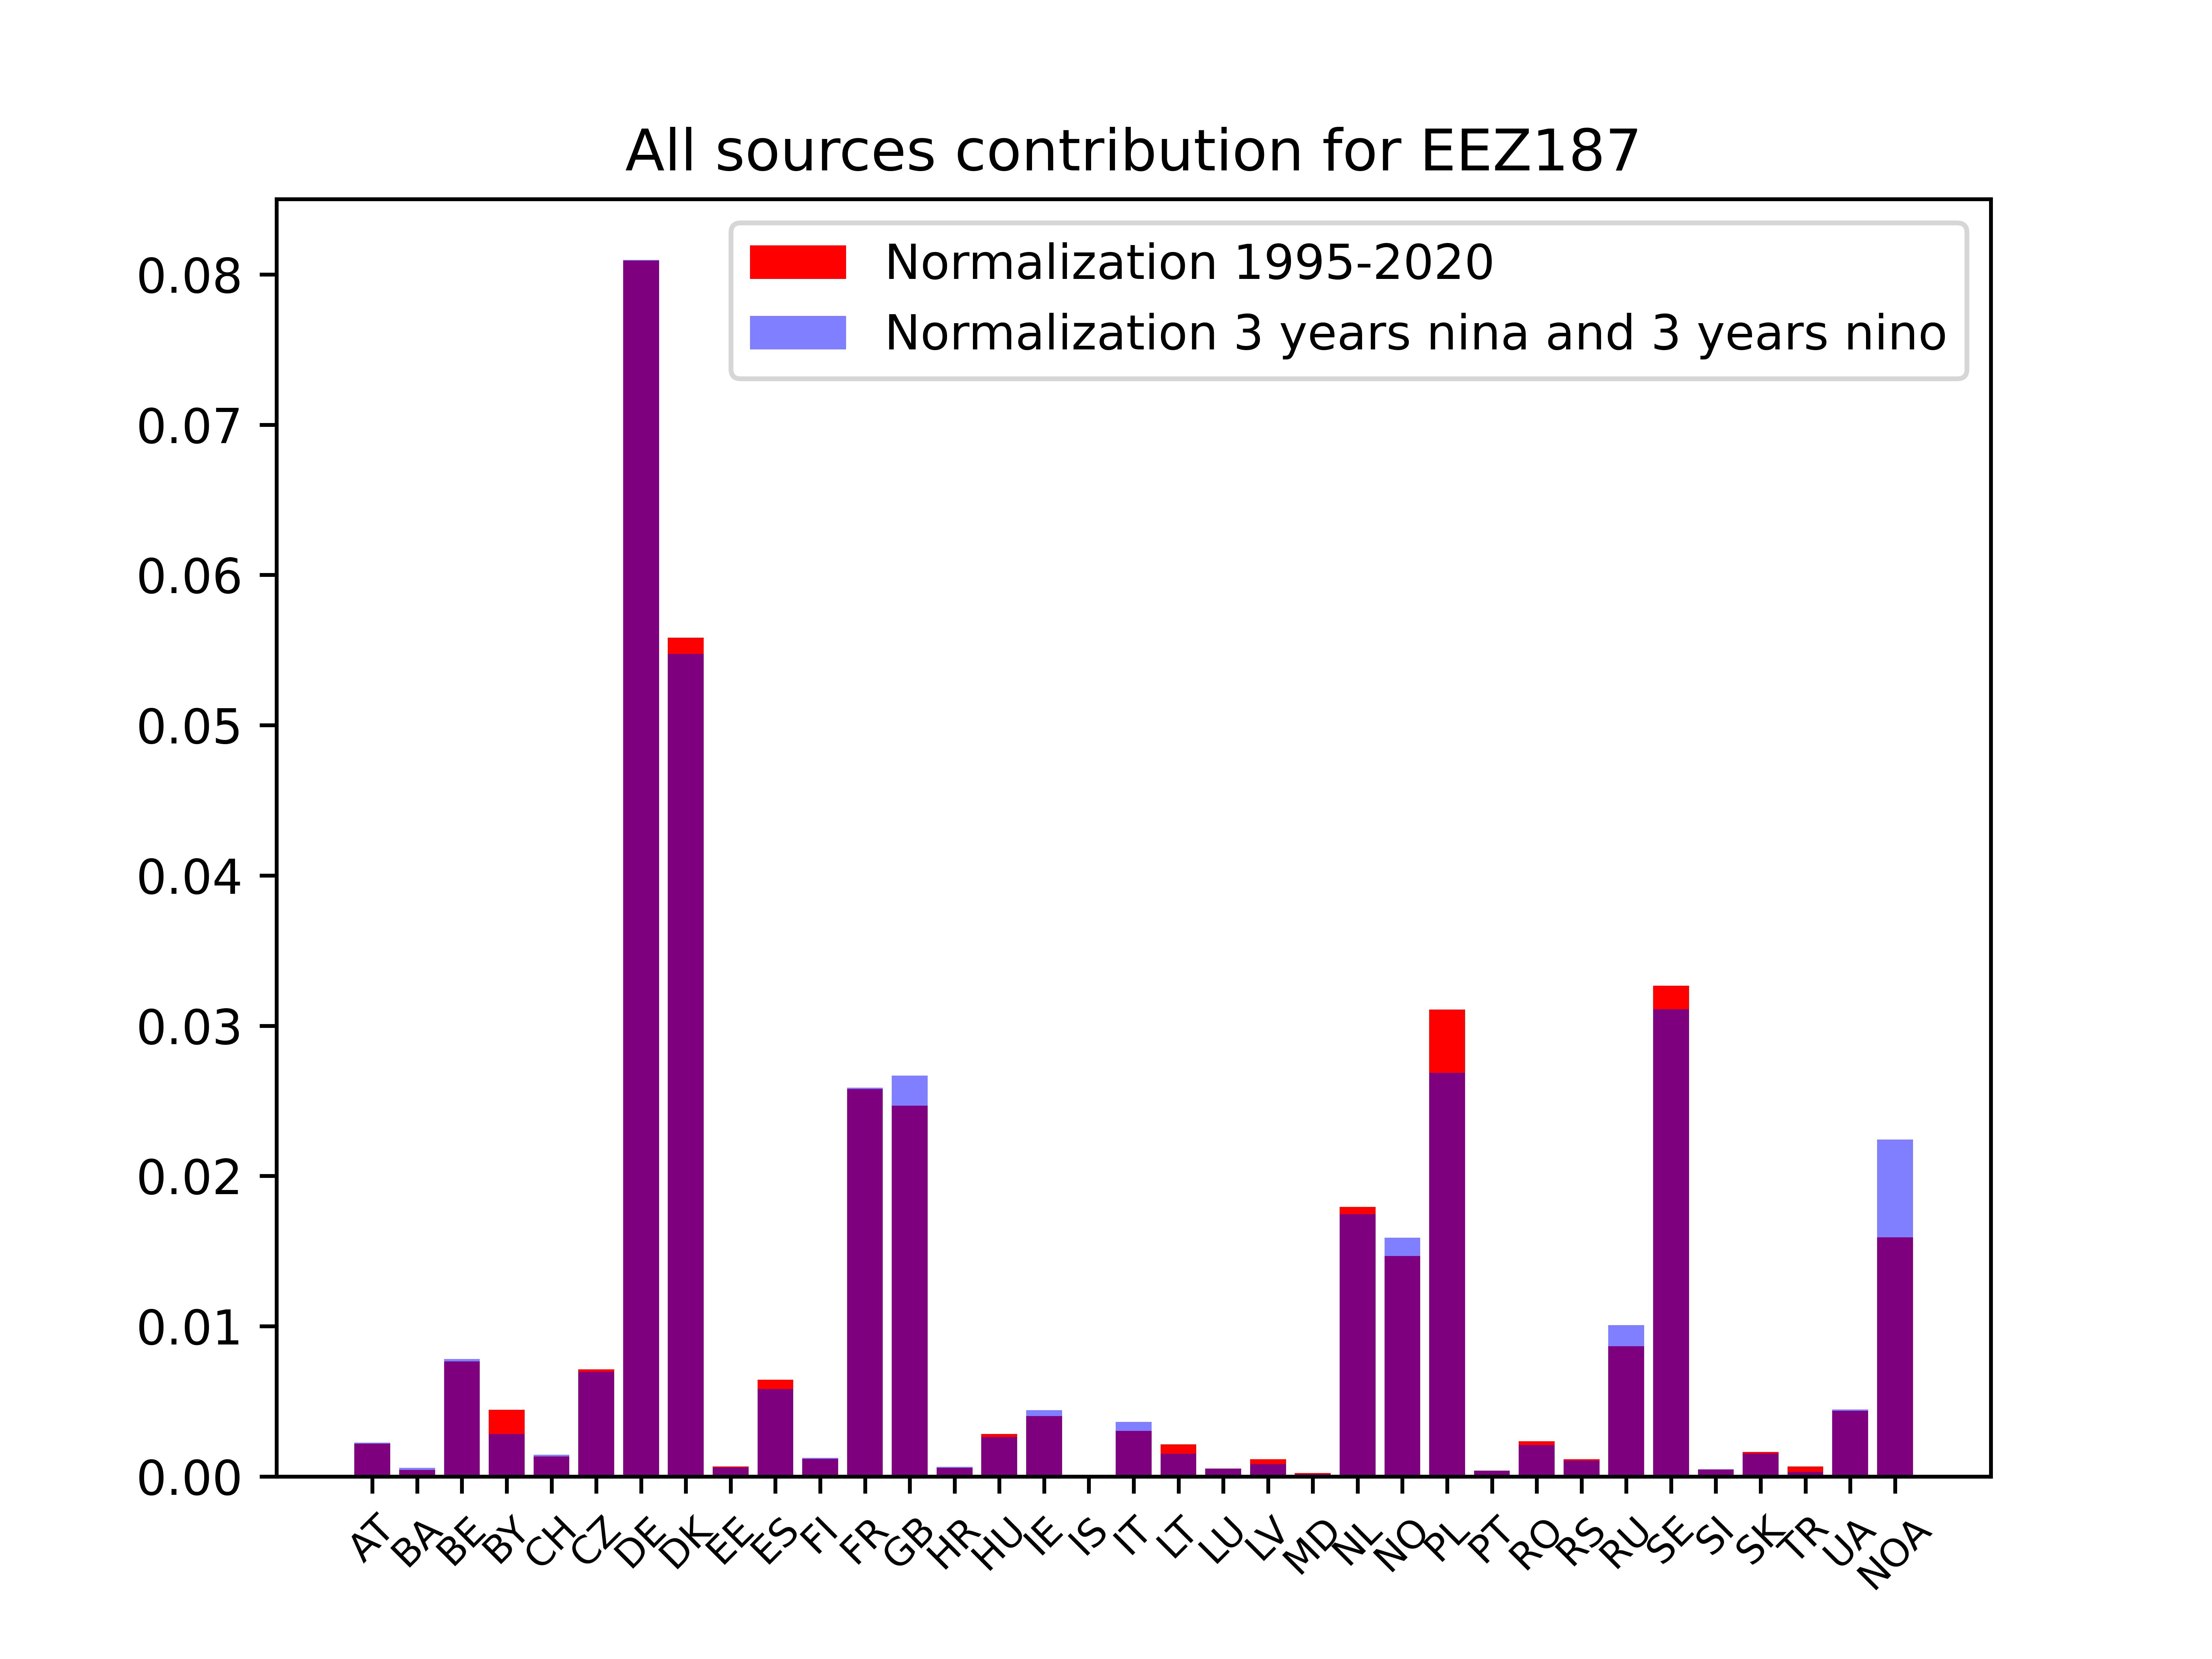 All sources contribution for EEZ187
Normalization 1995-2020
Normalization 3 years nina and 3 years nino
0.08
0.07
0.06
0.05
0.04
0.03
0.02
0.01
0.00
AT BA BE BY CH CZ DE DK EE ES FI FR GB HR HU IE IS IT LT LU LV MD NL NO PL PT RO RS RU SE SI SK TR UA NOA